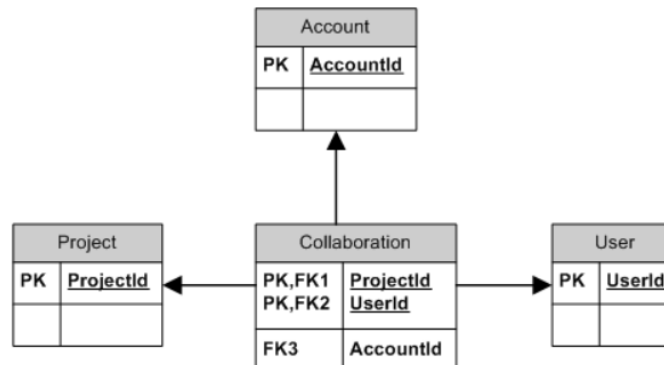 Account
PK AccountId
Project
PK ProjectId
Collaboration
PK,FK1 ProjectId
PK,FK2 UserId
FK3 AccountId
User
PK UserId